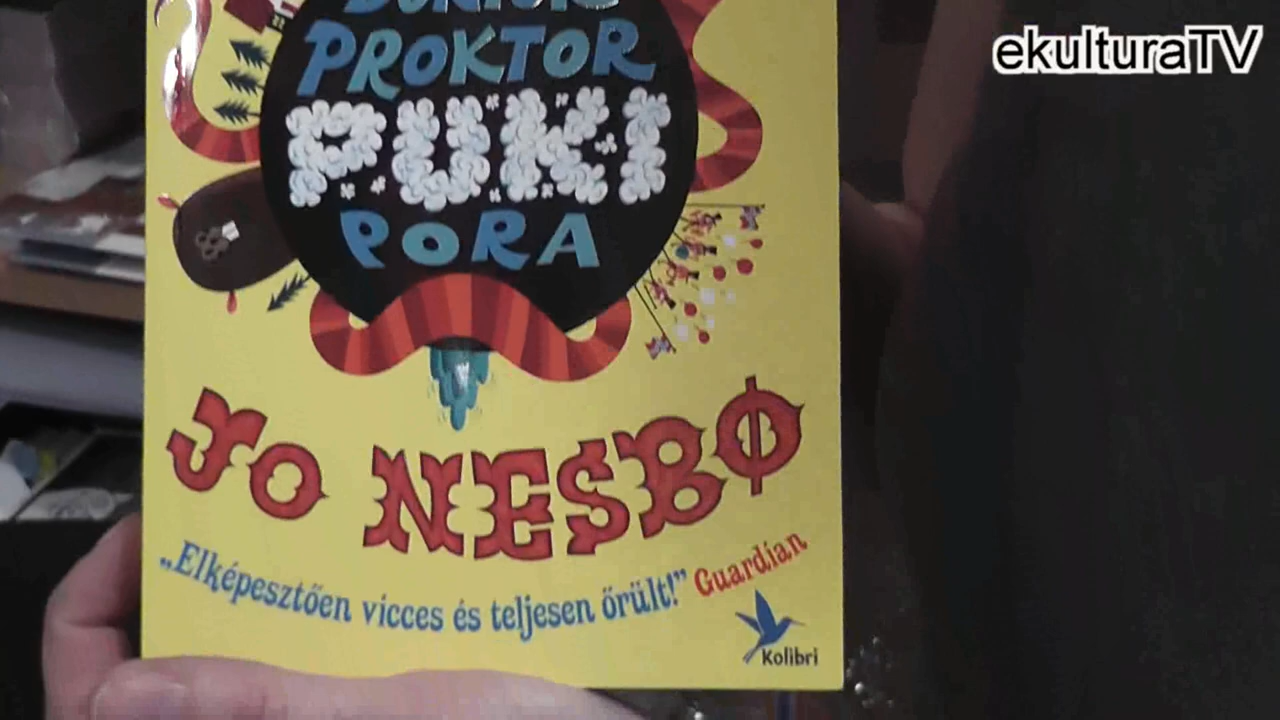 ekulturaTV
PROKTOR
PUKI
PORA
JO NESBØ
„Elképesztően vicces és teljesen őrült!” Guardian
Kolibri